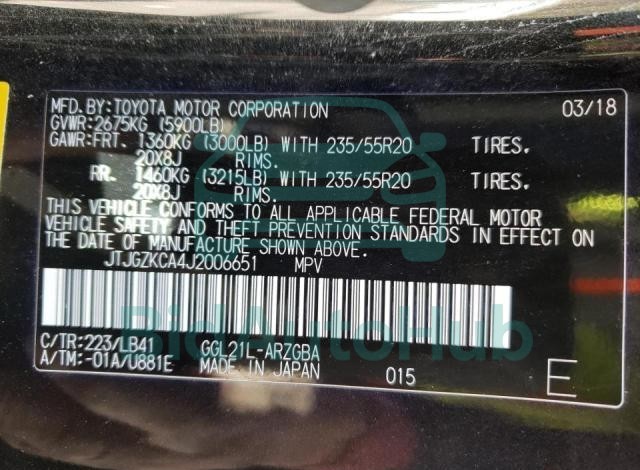 MFD.BY:TOYOTA MOTOR CORPORATION 03/18
GVWR:2675KG (5900LB)
GAWR:FRT. 1360KG (3000LB) WITH 235/55R20 TIRES.
20X8J RIMS.
RR. 1460KG (3215LB) WITH 235/55R20 TIRES.
20X8J RIMS.
THIS VEHICLE CONFORMS TO ALL APPLICABLE FEDERAL MOTOR
VEHICLE SAFETY AND THEFT PREVENTION STANDARDS IN EFFECT ON
THE DATE OF MANUFACTURE SHOWN ABOVE.
JTJGZKCA4J2006651 MPV
BidAutoHub
C/TR:223/LB41 GGL21L-ARZGBA
A/TM:-01A/U881E MADE IN JAPAN 015 E